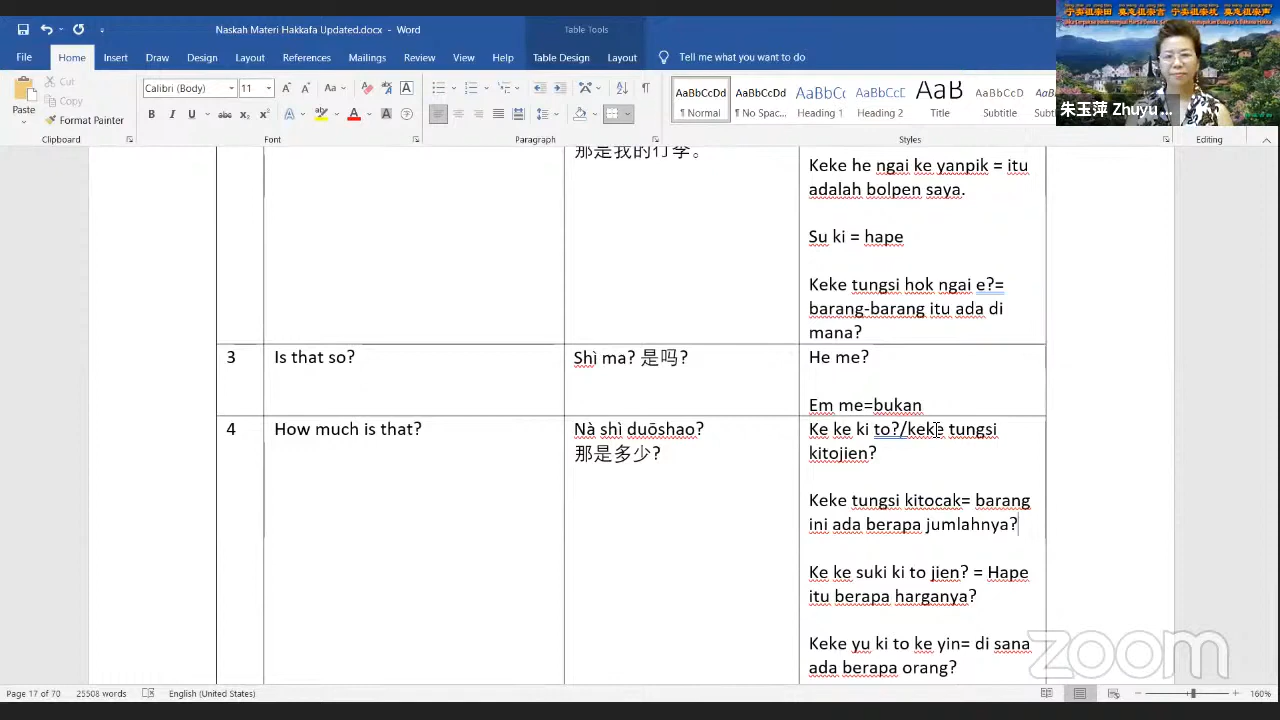 Naskah Materi Hakkafa Updated.docx - Word
Table Tools
File Home Insert Draw Design Layout References Mailings Review View Help Table Design Layout Tell me what you want to do
Paste
Cut
Copy
Format Painter
Calibri (Body) 11
AaBbCcDd AaBbCcDd AaBbCc AaBbCcE AaB AaBbCcD
¶ Normal ¶ No Spac... Heading 1 Heading 2 Title Subtitle
Clipboard Font Paragraph Styles Editing
朱玉萍 Zhuyu ...
那是我的行李。
Keke he ngai ke yanpik = itu
adalah bolpen saya.
Su ki = hape
Keke tungsi hok ngai e?=
barang-barang itu ada di
mana?
3 Is that so? Shì ma? 是吗? He me?
Em me=bukan
4 How much is that? Nà shì duōshao? Ke ke ki to?/keke tungsi
那是多少? kitojien?
Keke tungsi kitocak= barang
ini ada berapa jumlahnya?
Ke ke suki ki to jien? = Hape
itu berapa harganya?
Keke yu ki to ke yin= di sana
ada berapa orang?
zoom
Page 17 of 70 25508 words English (United States) 160%